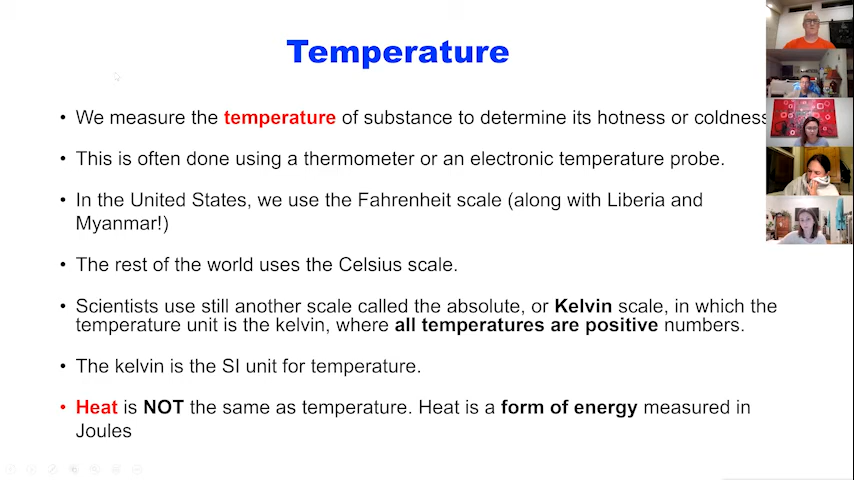 Temperature
• We measure the temperature of substance to determine its hotness or coldness
• This is often done using a thermometer or an electronic temperature probe.
• In the United States, we use the Fahrenheit scale (along with Liberia and
Myanmar!)
• The rest of the world uses the Celsius scale.
• Scientists use still another scale called the absolute, or Kelvin scale, in which the
temperature unit is the kelvin, where all temperatures are positive numbers.
• The kelvin is the SI unit for temperature.
• Heat is NOT the same as temperature. Heat is a form of energy measured in
Joules